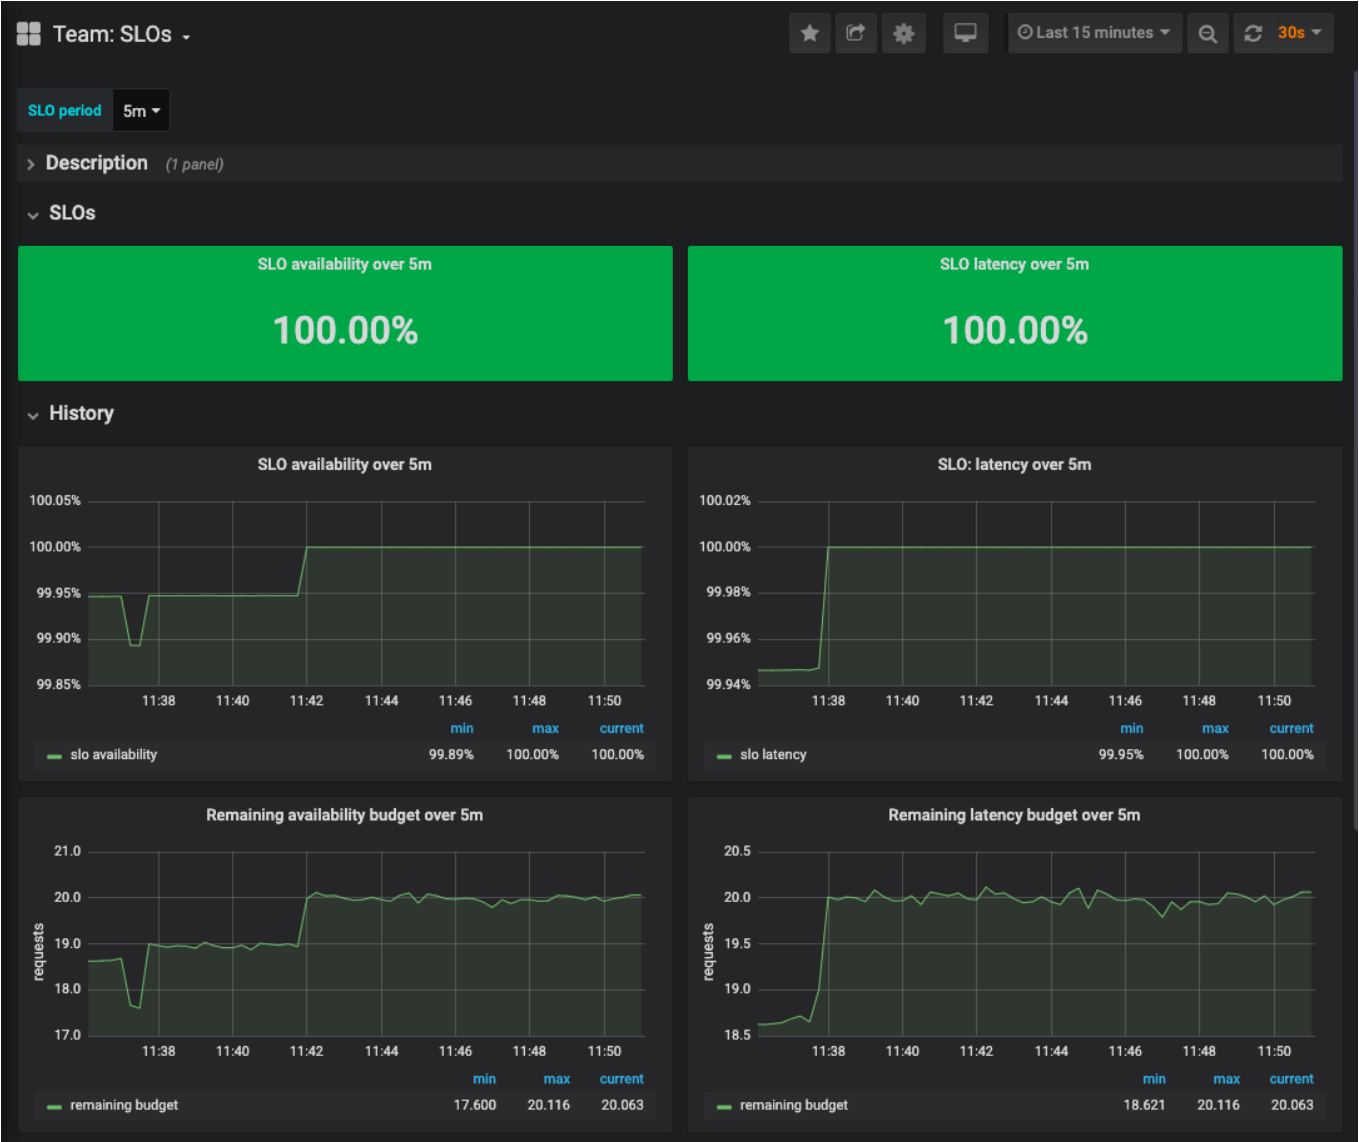 Team: SLOs
Last 15 minutes
30s
SLO period 5m
Description (1 panel)
SLOs
SLO availability over 5m
100.00%
SLO latency over 5m
100.00%
History
SLO availability over 5m
100.05%
100.00%
99.95%
99.90%
99.85%
11:38 11:40 11:42 11:44 11:46 11:48 11:50
min max current
slo availability 99.89% 100.00% 100.00%
SLO: latency over 5m
100.02%
100.00%
99.98%
99.96%
99.94%
11:38 11:40 11:42 11:44 11:46 11:48 11:50
min max current
slo latency 99.95% 100.00% 100.00%
Remaining availability budget over 5m
requests
21.0
20.0
19.0
18.0
17.0
11:38 11:40 11:42 11:44 11:46 11:48 11:50
min max current
remaining budget 17.600 20.116 20.063
Remaining latency budget over 5m
requests
20.5
20.0
19.5
19.0
18.5
11:38 11:40 11:42 11:44 11:46 11:48 11:50
min max current
remaining budget 18.621 20.116 20.063